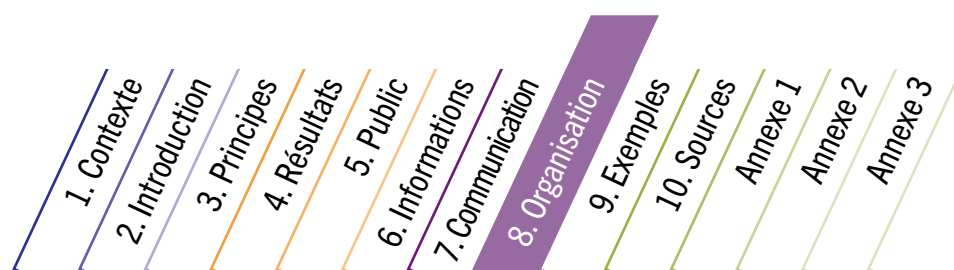 1. Contexte
2. Introduction
3. Principes
4. Résultats
5. Public
6. Informations
7. Communication
8. Organisation
9. Exemples
10. Sources
Annexe 1
Annexe 2
Annexe 3